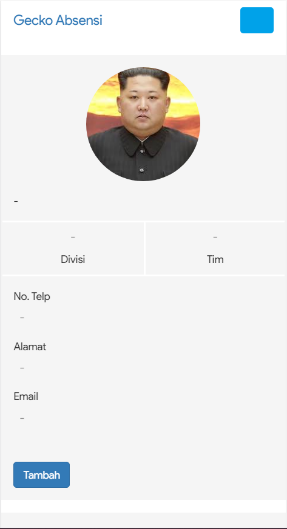 Gecko Absensi
-
-
-
Divisi
Tim
No. Telp
-
Alamat
-
Email
-
Tambah